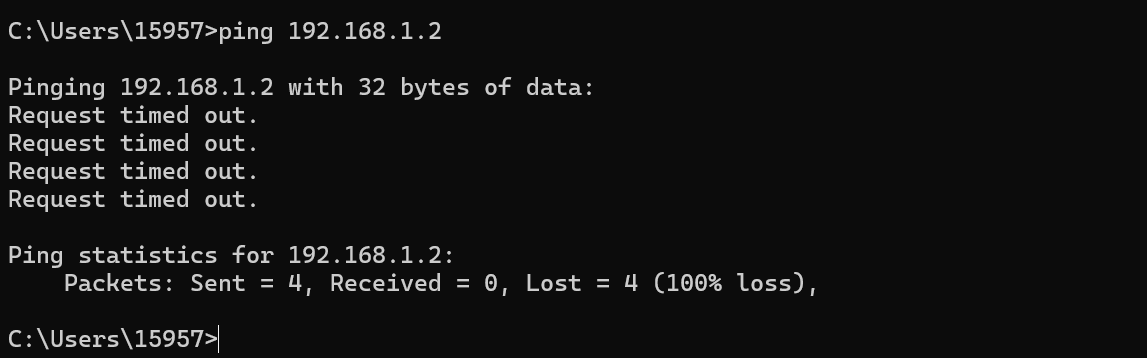 C:\Users\15957>ping 192.168.1.2
Pinging 192.168.1.2 with 32 bytes of data:
Request timed out.
Request timed out.
Request timed out.
Request timed out.
Ping statistics for 192.168.1.2:
    Packets: Sent = 4, Received = 0, Lost = 4 (100% loss),
C:\Users\15957>